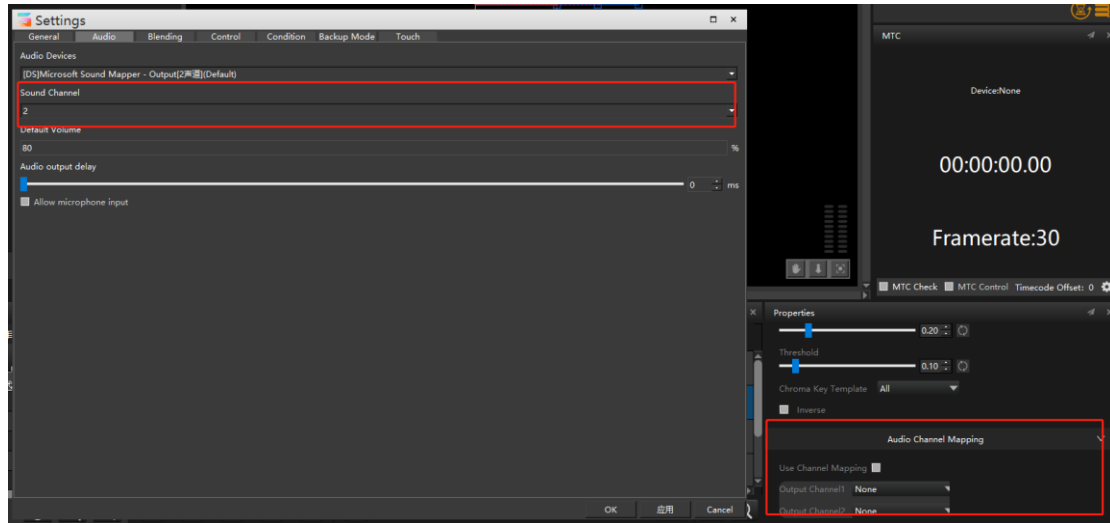 Settings
General Audio Blending Control Condition Backup Mode Touch
Audio Devices
[DS]Microsoft Sound Mapper - Output[2声道](Default)
Sound Channel
2
Default Volume
80 %
Audio output delay
0 ms
Allow microphone input
OK 应用 Cancel
MTC
Device:None
00:00:00.00
Framerate:30
MTC Check MTC Control Timecode Offset: 0
Properties
0.20
Threshold
0.10
Chroma Key Template All
Inverse
Audio Channel Mapping
Use Channel Mapping
Output Channel1 None
Output Channel2 None